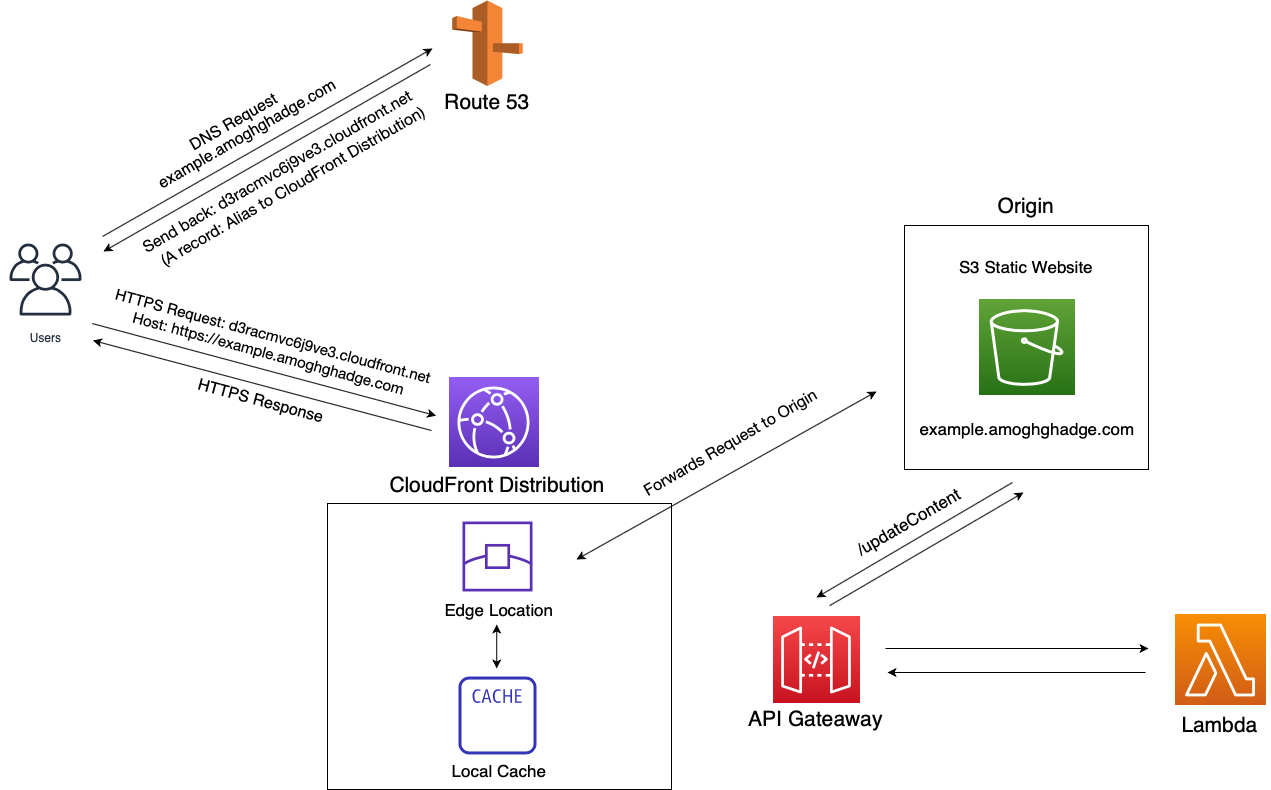 Route 53
DNS Request
example.amoghghadge.com
Send back: d3racmvc6j9ve3.cloudfront.net
(A record: Alias to CloudFront Distribution)
Users
HTTPS Request: d3racmvc6j9ve3.cloudfront.net
Host: https://example.amoghghadge.com
HTTPS Response
CloudFront Distribution
Edge Location
CACHE
Local Cache
Forwards Request to Origin
Origin
S3 Static Website
example.amoghghadge.com
/updateContent
</>
API Gateaway
Lambda